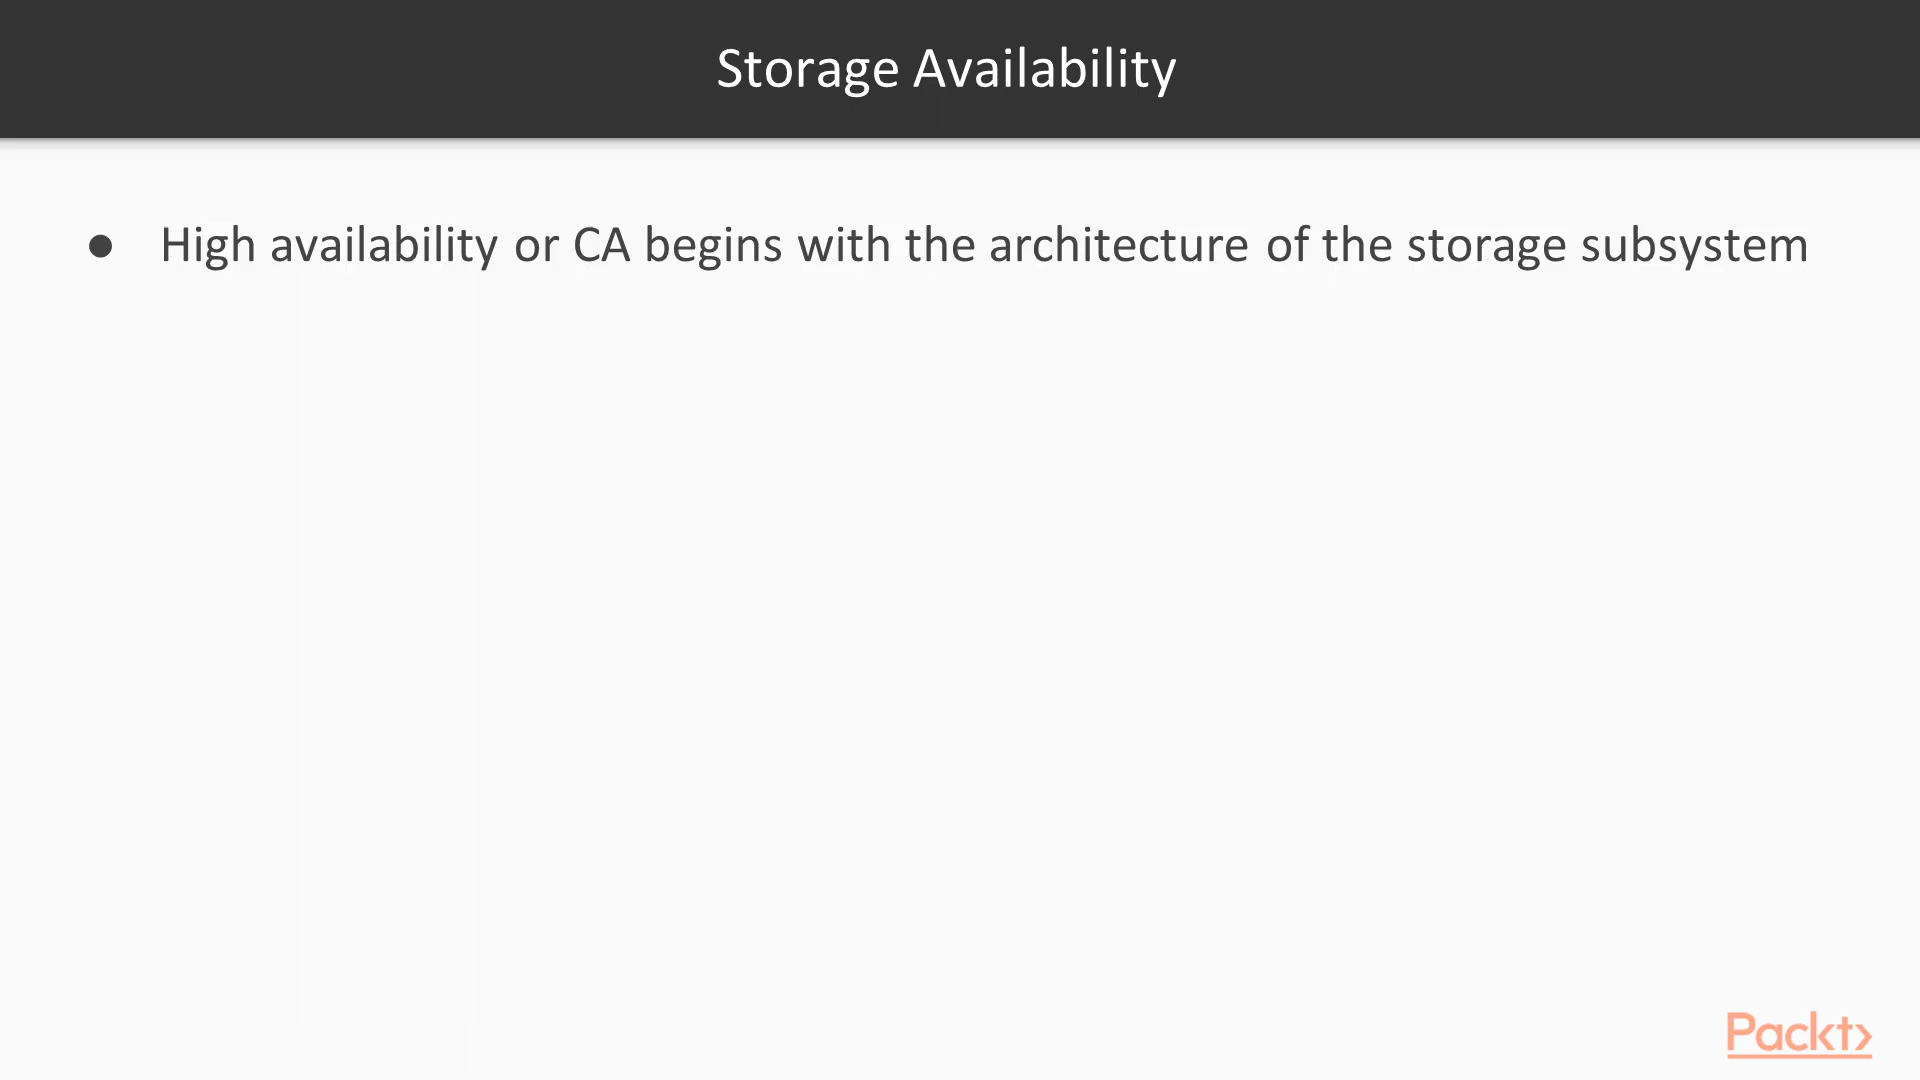 Storage Availability
● High availability or CA begins with the architecture of the storage subsystem
Packt>